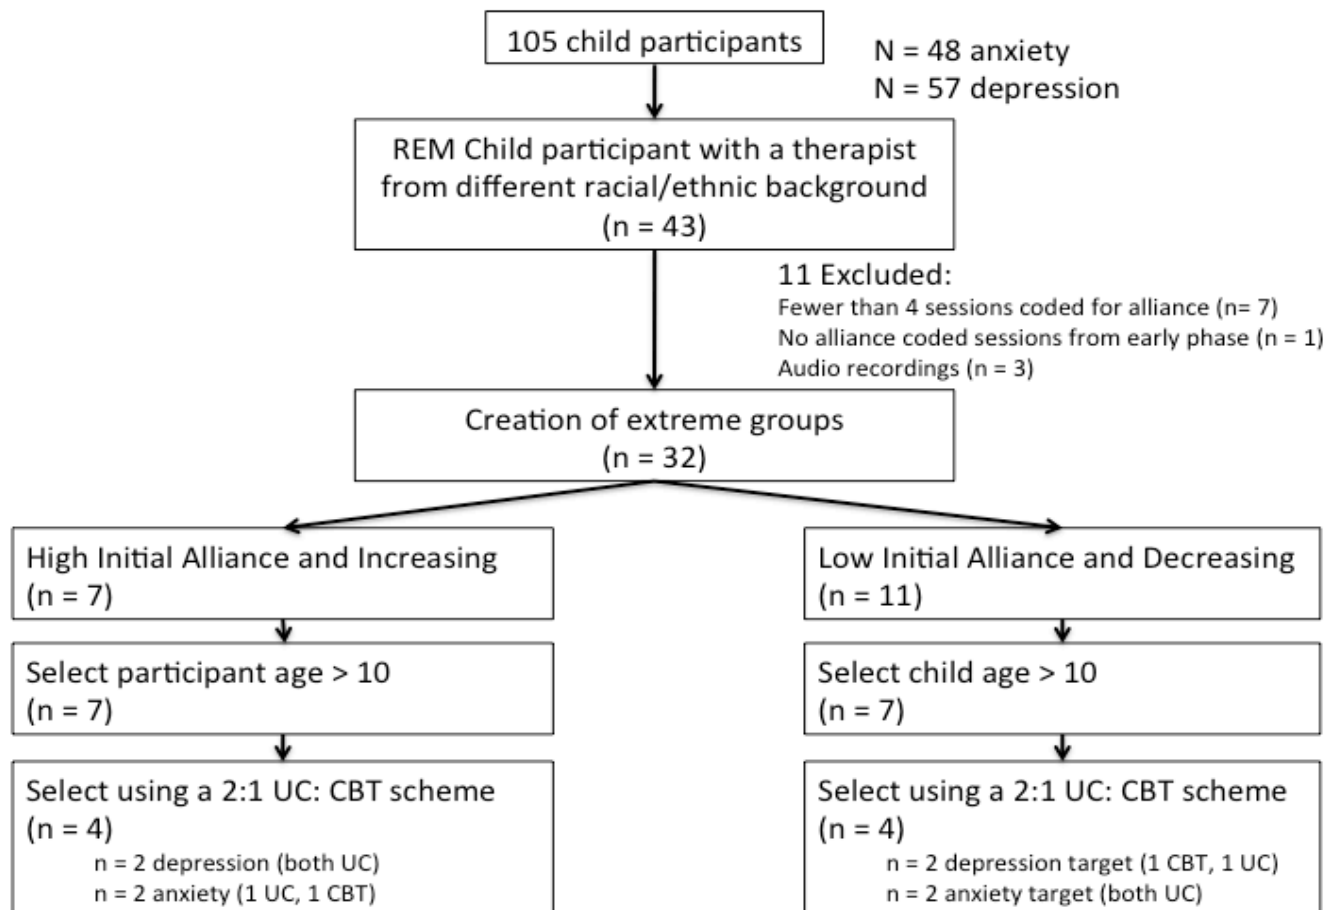 105 child participants
N = 48 anxiety
N = 57 depression
REM Child participant with a therapist
from different racial/ethnic background
(n = 43)
11 Excluded:
Fewer than 4 sessions coded for alliance (n= 7)
No alliance coded sessions from early phase (n = 1)
Audio recordings (n = 3)
Creation of extreme groups
(n = 32)
High Initial Alliance and Increasing
(n = 7)
Select participant age > 10
(n = 7)
Select using a 2:1 UC: CBT scheme
(n = 4)
n = 2 depression (both UC)
n = 2 anxiety (1 UC, 1 CBT)
Low Initial Alliance and Decreasing
(n = 11)
Select child age > 10
(n = 7)
Select using a 2:1 UC: CBT scheme
(n = 4)
n = 2 depression target (1 CBT, 1 UC)
n = 2 anxiety target (both UC)